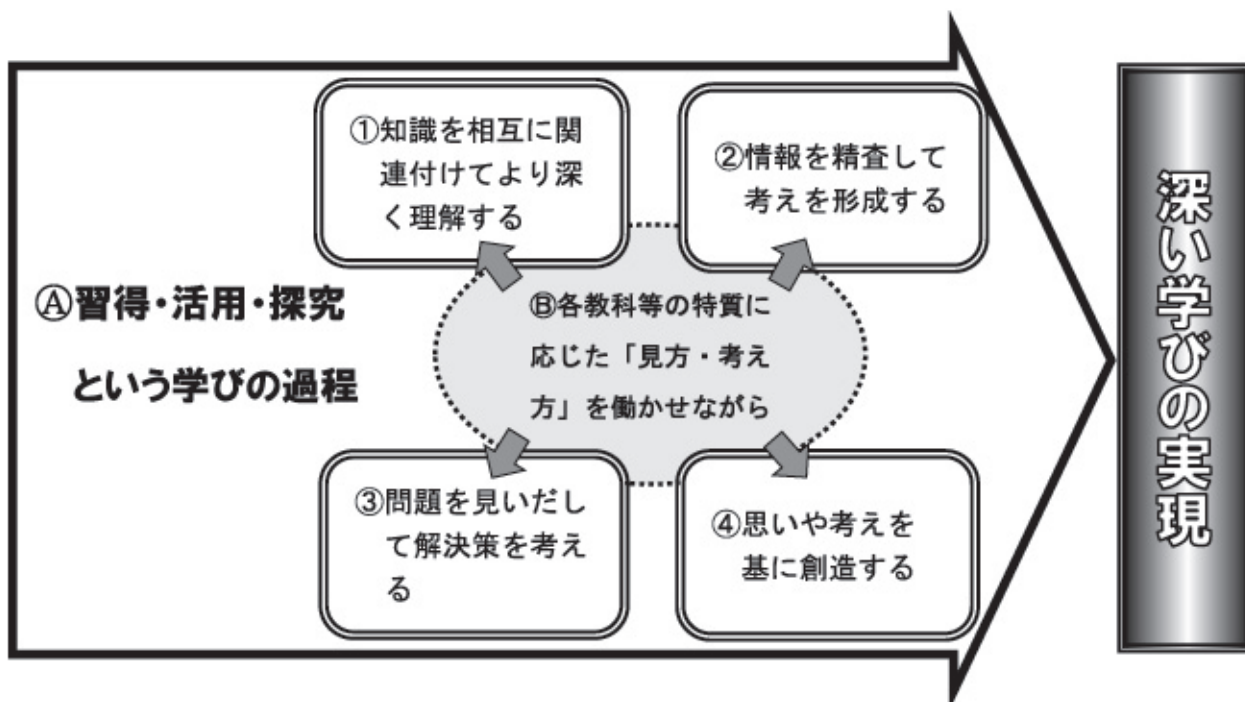 ①知識を相互に関
連付けてより深
く理解する
②情報を精査して
考えを形成する
Ⓐ習得・活用・探究
という学びの過程
Ⓑ各教科等の特質に
応じた「見方・考え
方」を働かせながら
③問題を見いだし
て解決策を考え
る
④思いや考えを
基に創造する
深い学びの実現